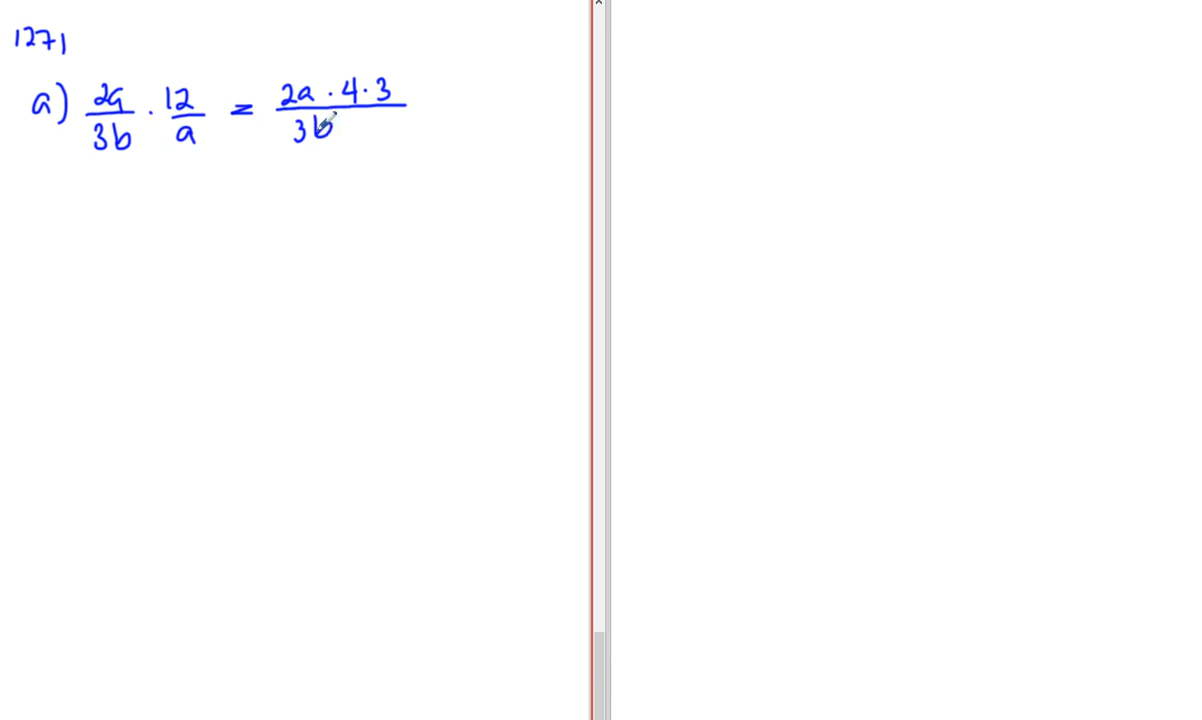 1271
a) 2a/3b · 12/a = 2a · 4 · 3/3b